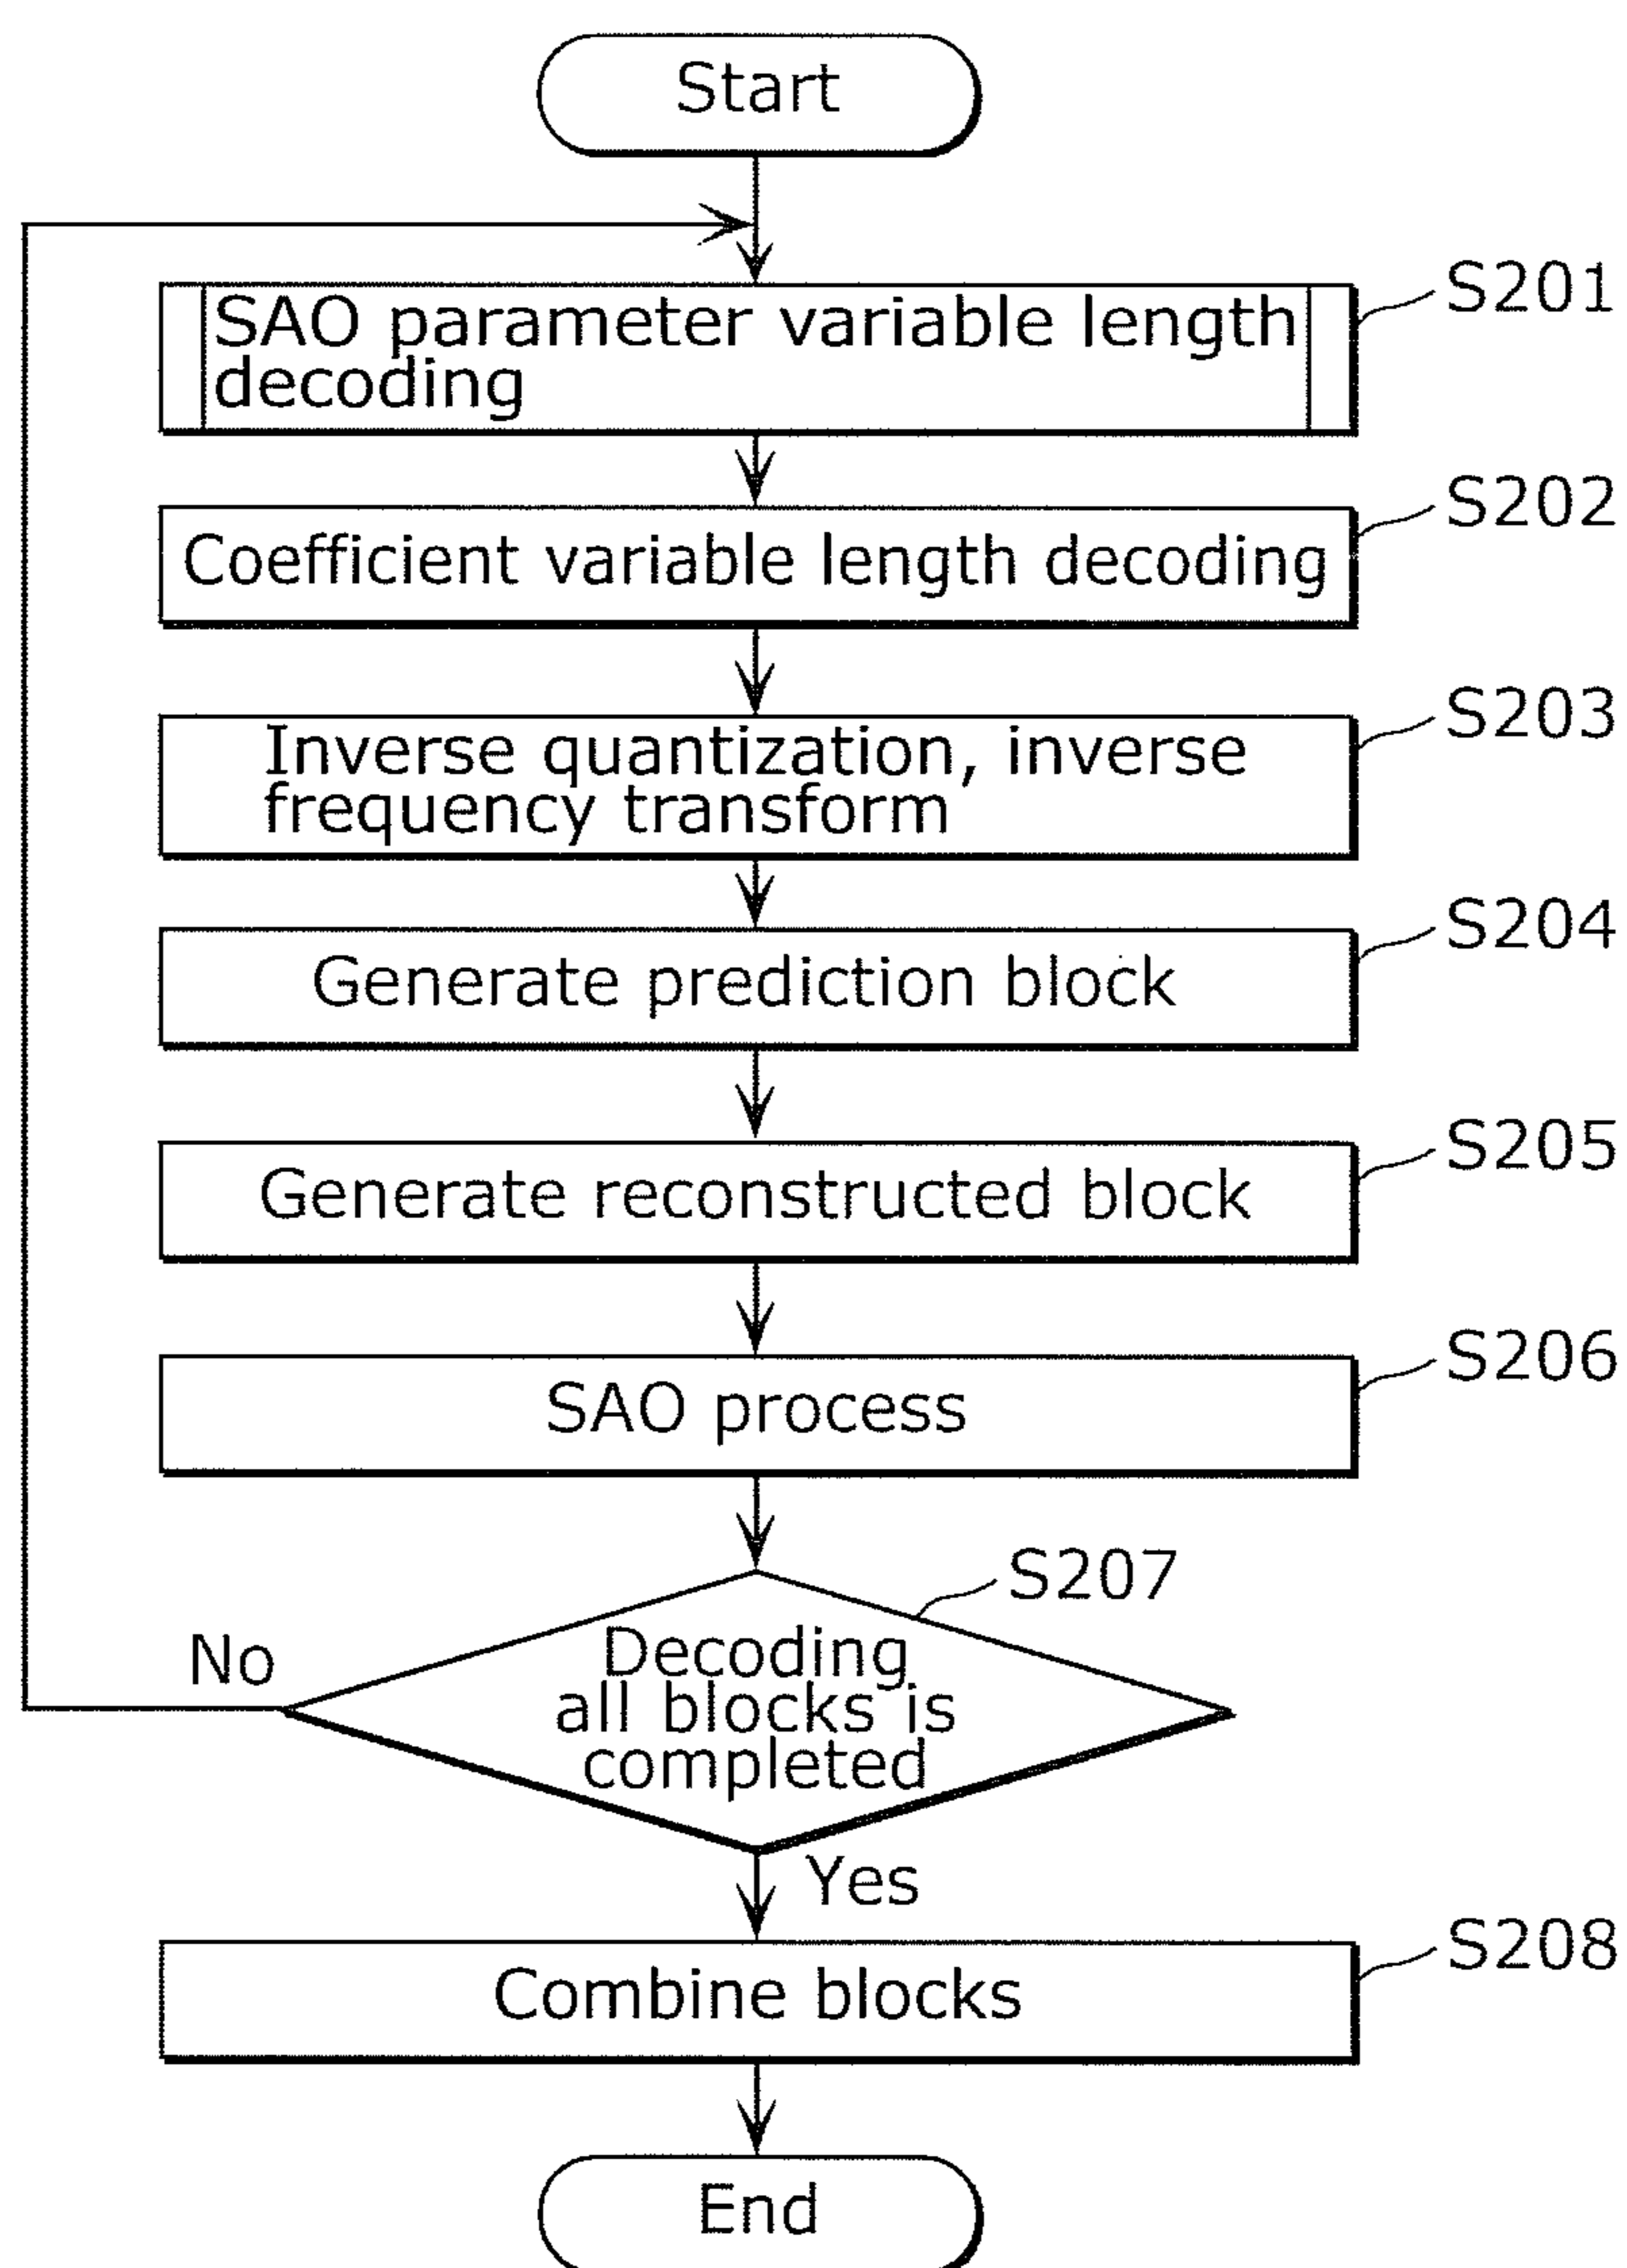 Start
SAO parameter variable length
decoding
S201
Coefficient variable length decoding
S202
Inverse quantization, inverse
frequency transform
S203
Generate prediction block
S204
Generate reconstructed block
S205
SAO process
S206
S207
Decoding
all blocks is
completed
No
Yes
Combine blocks
S208
End